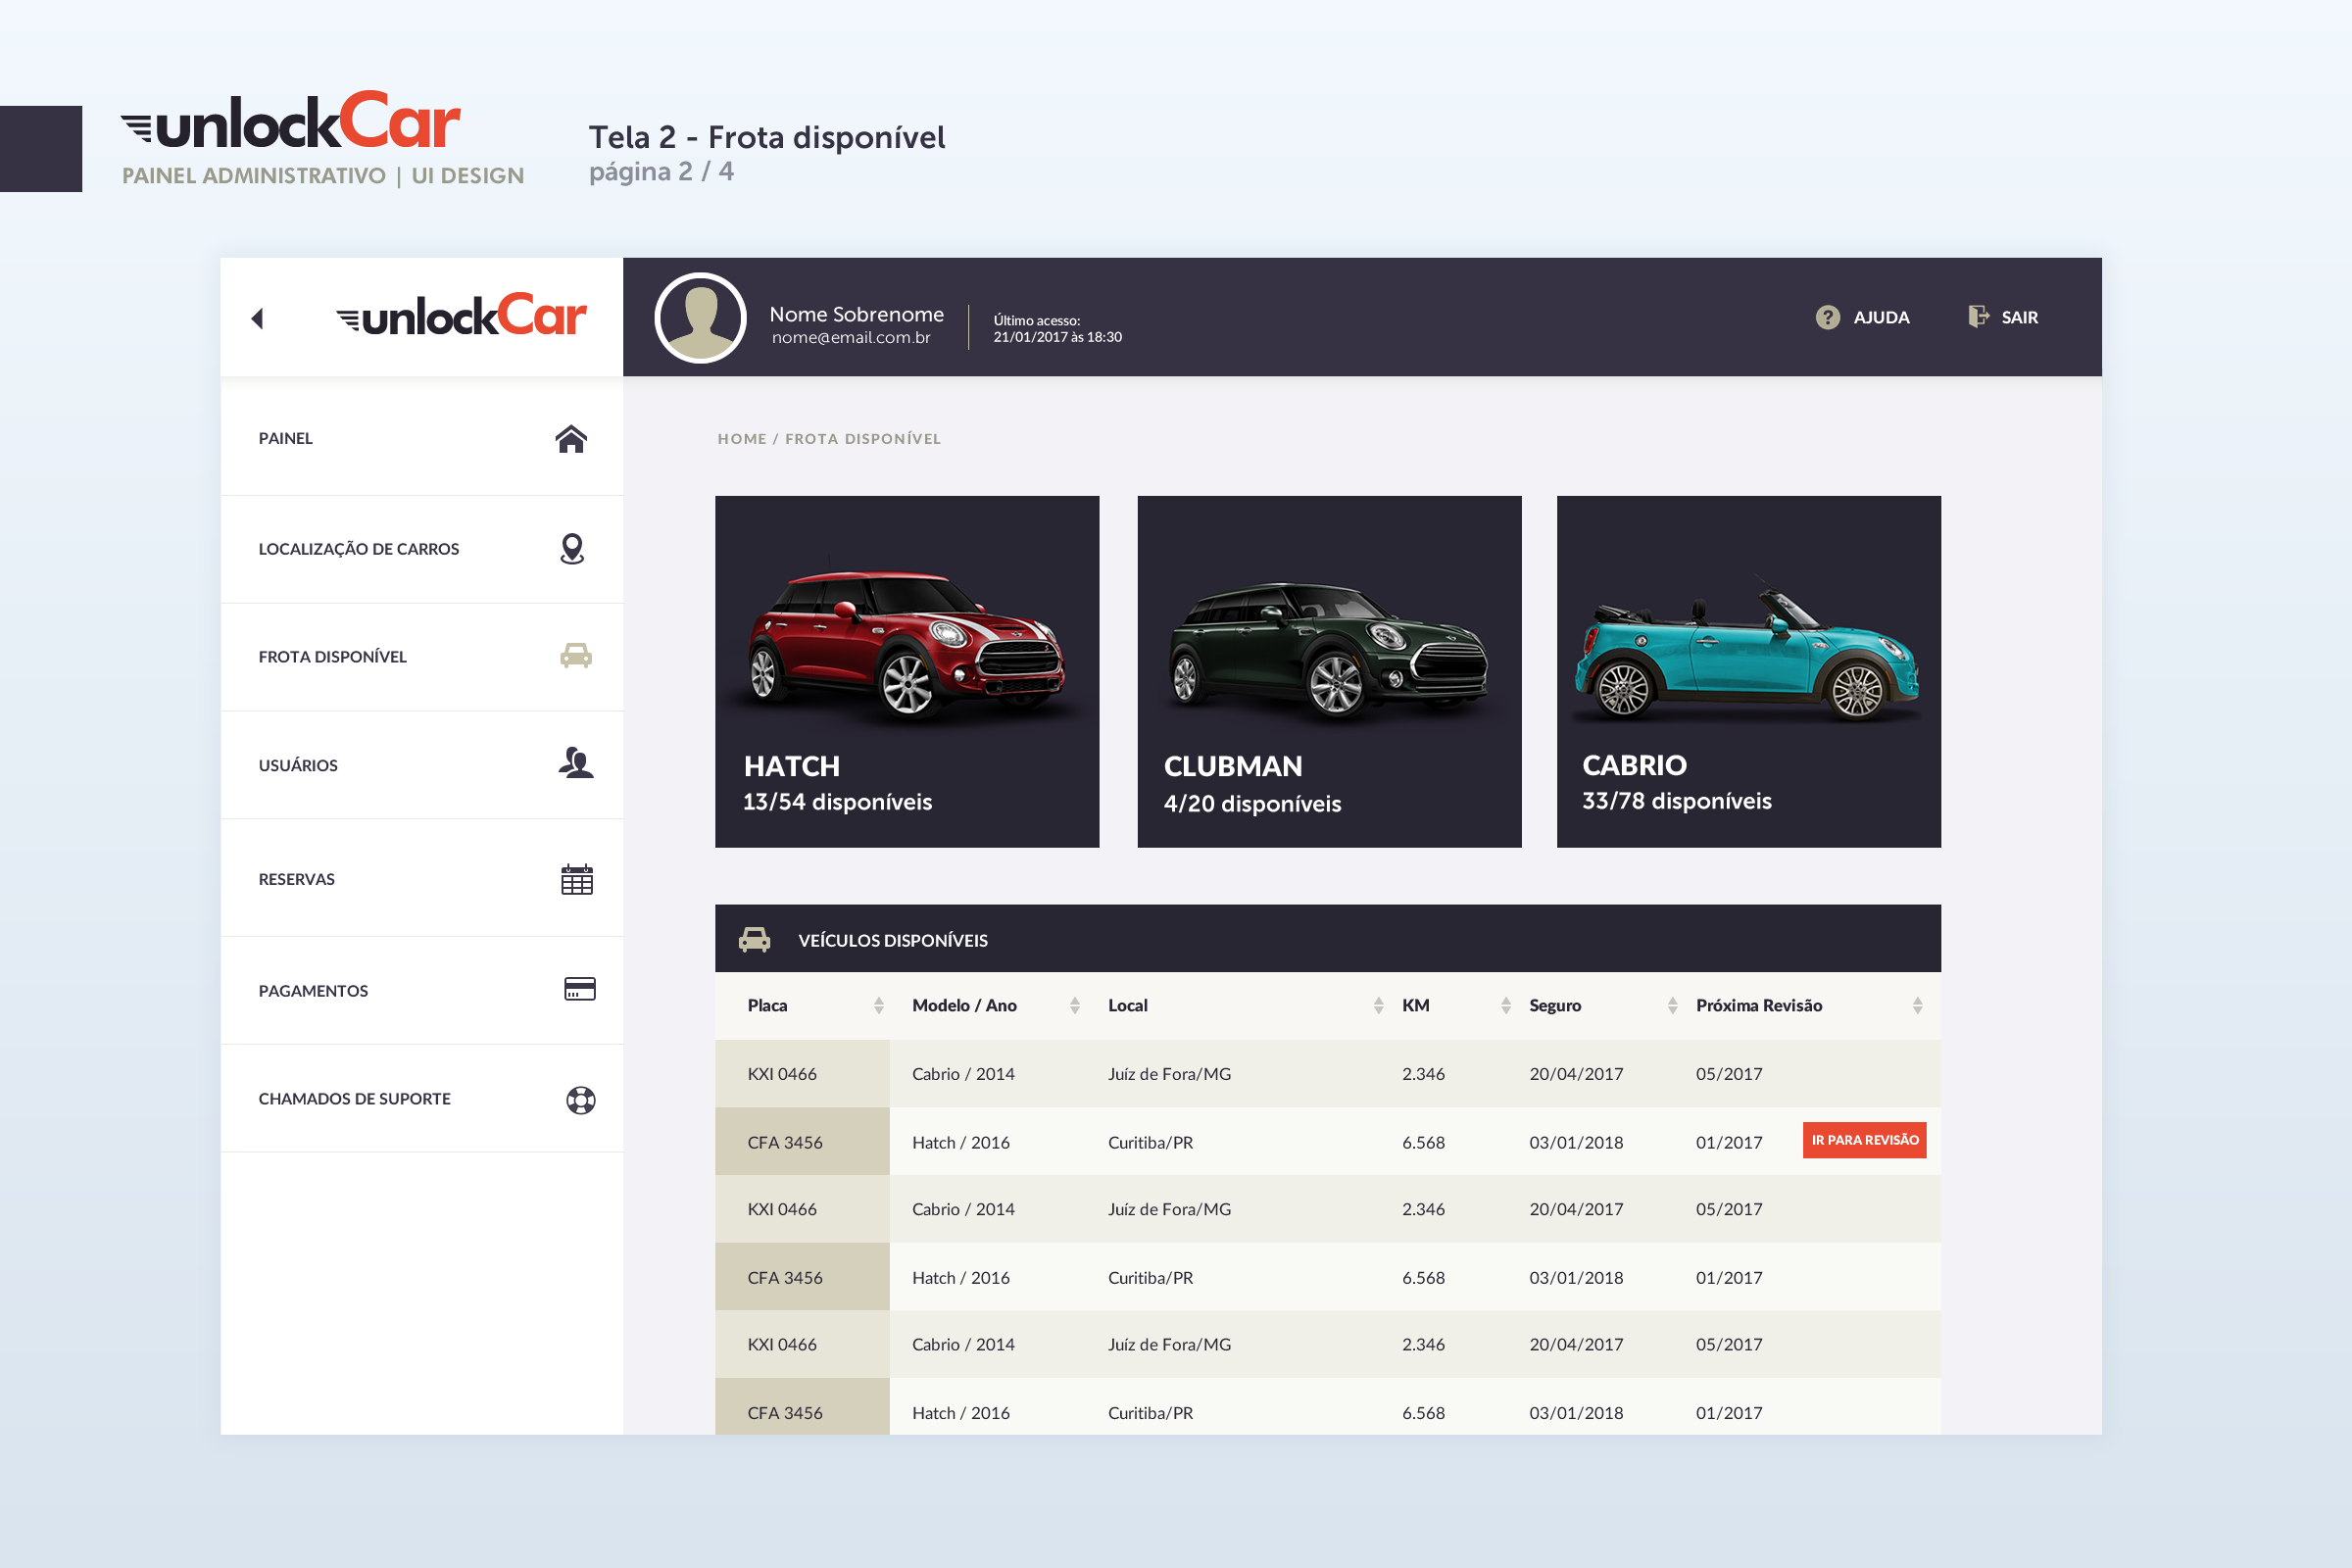 unlockCar
PAINEL ADMINISTRATIVO | UI DESIGN
Tela 2 - Frota disponível
página 2 / 4
unlockCar
Nome Sobrenome
nome@email.com.br
Último acesso:
21/01/2017 às 18:30
? AJUDA
SAIR
PAINEL
LOCALIZAÇÃO DE CARROS
FROTA DISPONÍVEL
USUÁRIOS
RESERVAS
PAGAMENTOS
CHAMADOS DE SUPORTE
HOME / FROTA DISPONÍVEL
HATCH
13/54 disponíveis
CLUBMAN
4/20 disponíveis
CABRIO
33/78 disponíveis
VEÍCULOS DISPONÍVEIS
Placa Modelo / Ano Local KM Seguro Próxima Revisão
KXI 0466 Cabrio / 2014 Juíz de Fora/MG 2.346 20/04/2017 05/2017
CFA 3456 Hatch / 2016 Curitiba/PR 6.568 03/01/2018 01/2017 IR PARA REVISÃO
KXI 0466 Cabrio / 2014 Juíz de Fora/MG 2.346 20/04/2017 05/2017
CFA 3456 Hatch / 2016 Curitiba/PR 6.568 03/01/2018 01/2017
KXI 0466 Cabrio / 2014 Juíz de Fora/MG 2.346 20/04/2017 05/2017
CFA 3456 Hatch / 2016 Curitiba/PR 6.568 03/01/2018 01/2017